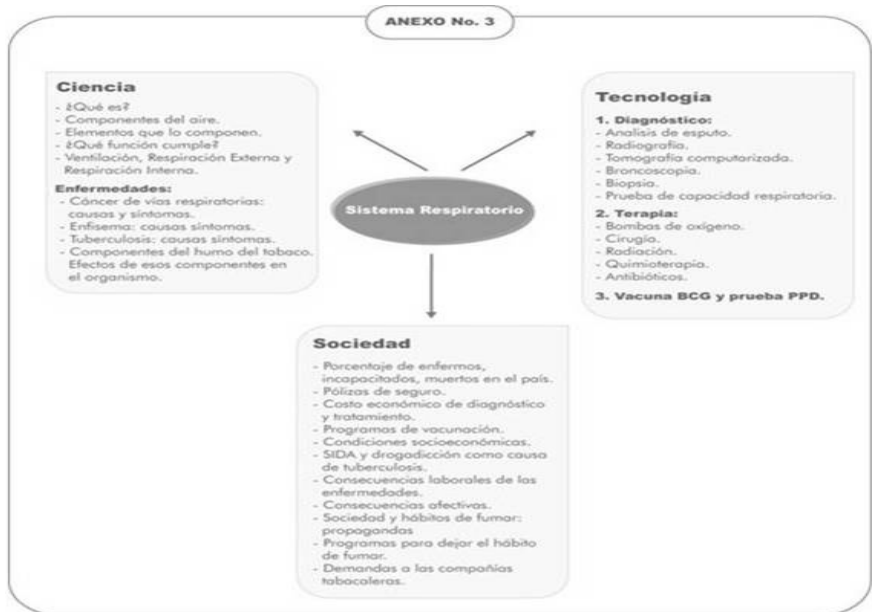 ANEXO No. 3
Ciencia
- ¿Qué es?
- Componentes del aire.
- Elementos que lo componen.
- ¿Qué función cumple?
- Ventilación, Respiración Externa y
Respiración Interna.
Enfermedades:
- Cáncer de vías respiratorias:
causas y síntomas.
- Enfisema: causas síntomas.
- Tuberculosis: causas síntomas.
- Componentes del humo del tabaco.
Efectos de esos componentes en
el organismo.
Sistema Respiratorio
Tecnología
1. Diagnóstico:
- Analisis de esputo.
- Radiografía.
- Tomografía computarizada.
- Broncoscopia.
- Biopsia.
- Prueba de capacidad respiratoria.
2. Terapia:
- Bombas de oxígeno.
- Cirugía.
- Radiación.
- Quimioterapia.
- Antibióticos.
3. Vacuna BCG y prueba PPD.
Sociedad
- Porcentaje de enfermos,
incapacitados, muertos en el país.
- Pólizas de seguro.
- Costo económico de diagnóstico
y tratamiento.
- Programas de vacunación.
- Condiciones socioeconómicas.
- SIDA y drogadicción como causa
de tuberculosis.
- Consecuencias laborales de las
enfermedades.
- Consecuencias afectivas.
- Sociedad y hábitos de fumar:
propagandas
- Programas para dejar el hábito
de fumar.
- Demandas a las compañías
tabacaleras.